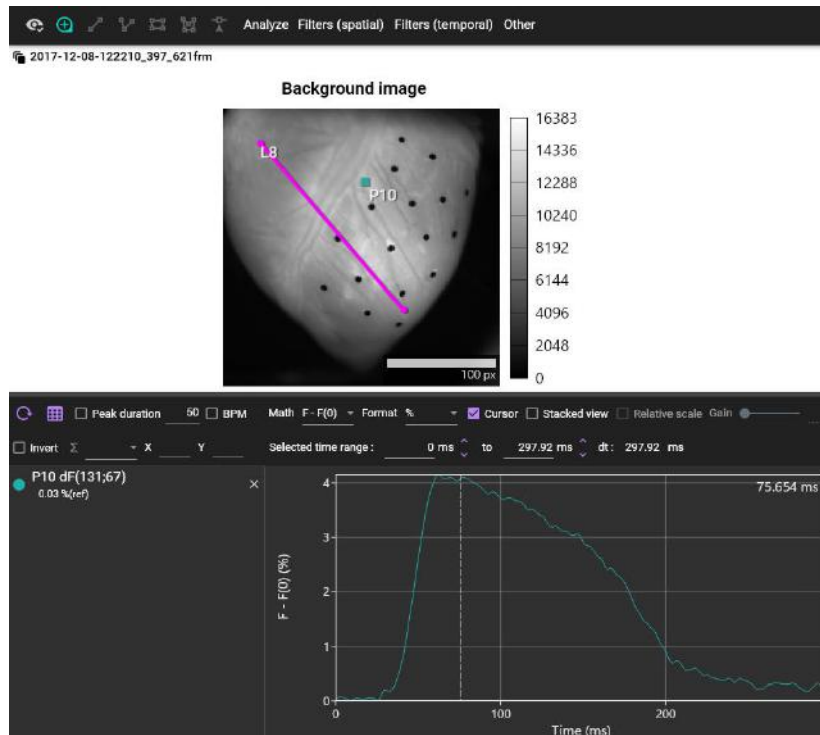 Analyze Filters (spatial) Filters (temporal) Other
2017-12-08-122210_397_621frm
Background image
L8
P10
100 px
16383
14336
12288
10240
8192
6144
4096
2048
0
Peak duration 50 BPM Math F - F(0) Format % Cursor Stacked view Relative scale Gain
Invert Σ X Y Selected time range : 0 ms to 297.92 ms dt : 297.92 ms
P10 dF(131;67)
0.03 %(ref)
75.654 ms
F - F(0) (%)
4
3
2
1
0
0 100 200
Time (ms)